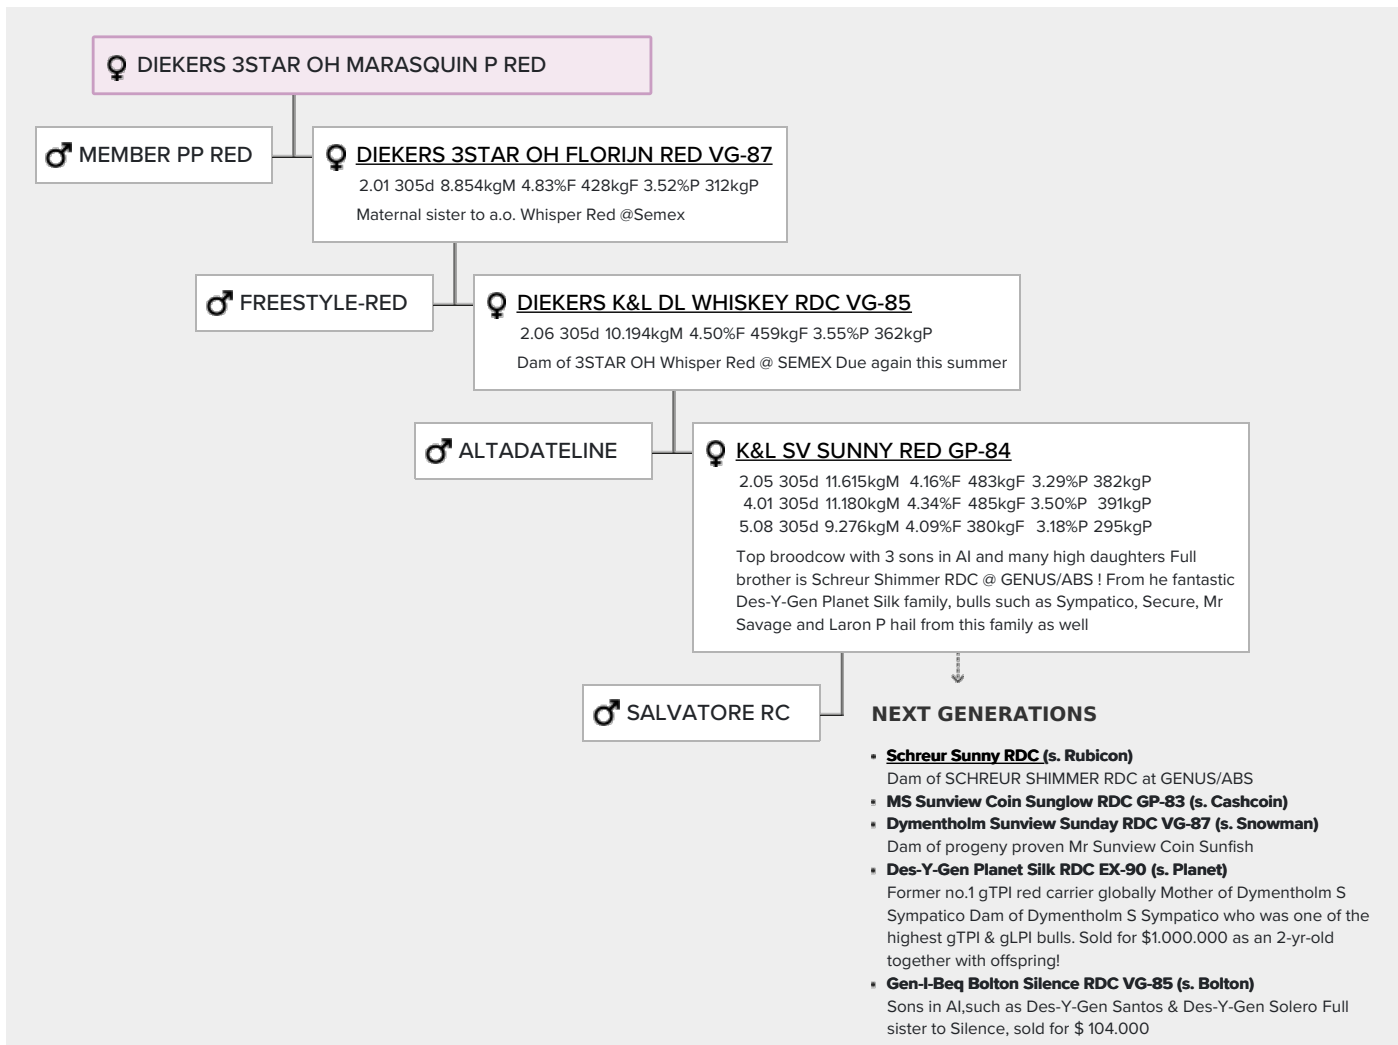 DIEKERS 3STAR OH MARASQUIN P RED
MEMBER PP RED
DIEKERS 3STAR OH FLORIJN RED VG-87
2.01 305d 8.854kgM 4.83%F 428kgF 3.52%P 312kgP
Maternal sister to a.o. Whisper Red @Semex
FREESTYLE-RED
DIEKERS K&L DL WHISKEY RDC VG-85
2.06 305d 10.194kgM 4.50%F 459kgF 3.55%P 362kgP
Dam of 3STAR OH Whisper Red @ SEMEX Due again this summer
ALTADATELINE
K&L SV SUNNY RED GP-84
2.05 305d 11.615kgM 4.16%F 483kgF 3.29%P 382kgP
4.01 305d 11.180kgM 4.34%F 485kgF 3.50%P 391kgP
5.08 305d 9.276kgM 4.09%F 380kgF 3.18%P 295kgP
Top broodcow with 3 sons in AI and many high daughters Full
brother is Schreur Shimmer RDC @ GENUS/ABS ! From he fantastic
Des-Y-Gen Planet Silk family, bulls such as Sympatico, Secure, Mr
Savage and Laron P hail from this family as well
SALVATORE RC
NEXT GENERATIONS
Schreur Sunny RDC (s. Rubicon)
Dam of SCHREUR SHIMMER RDC at GENUS/ABS
MS Sunview Coin Sunglow RDC GP-83 (s. Cashcoin)
Dymentholm Sunview Sunday RDC VG-87 (s. Snowman)
Dam of progeny proven Mr Sunview Coin Sunfish
Des-Y-Gen Planet Silk RDC EX-90 (s. Planet)
Former no.1 gTPI red carrier globally Mother of Dymentholm S
Sympatico Dam of Dymentholm S Sympatico who was one of the
highest gTPI & gLPI bulls. Sold for $1.000.000 as an 2-yr-old
together with offspring!
Gen-I-Beq Bolton Silence RDC VG-85 (s. Bolton)
Sons in AI,such as Des-Y-Gen Santos & Des-Y-Gen Solero Full
sister to Silence, sold for $ 104.000